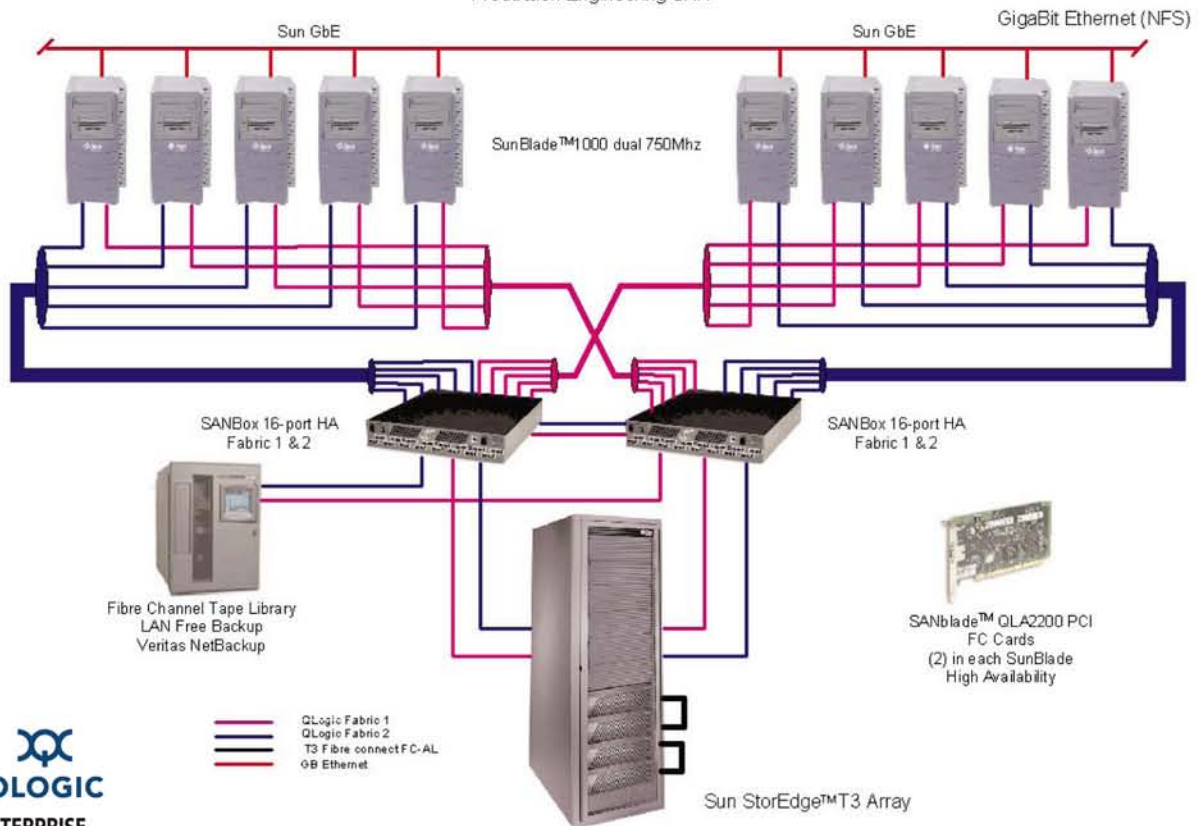 GigaBit Ethernet (NFS)
Sun GbE
Sun GbE
SunBlade™1000 dual 750Mhz
SANBox 16-port HA
Fabric 1 & 2
SANBox 16-port HA
Fabric 1 & 2
Fibre Channel Tape Library
LAN Free Backup
Veritas NetBackup
SANblade™ QLA2200 PCI
FC Cards
(2) in each SunBlade
High Availability
QLogic Fabric 1
QLogic Fabric 2
T3 Fibre connect FC-AL
GB Ethernet
Sun StorEdge™T3 Array